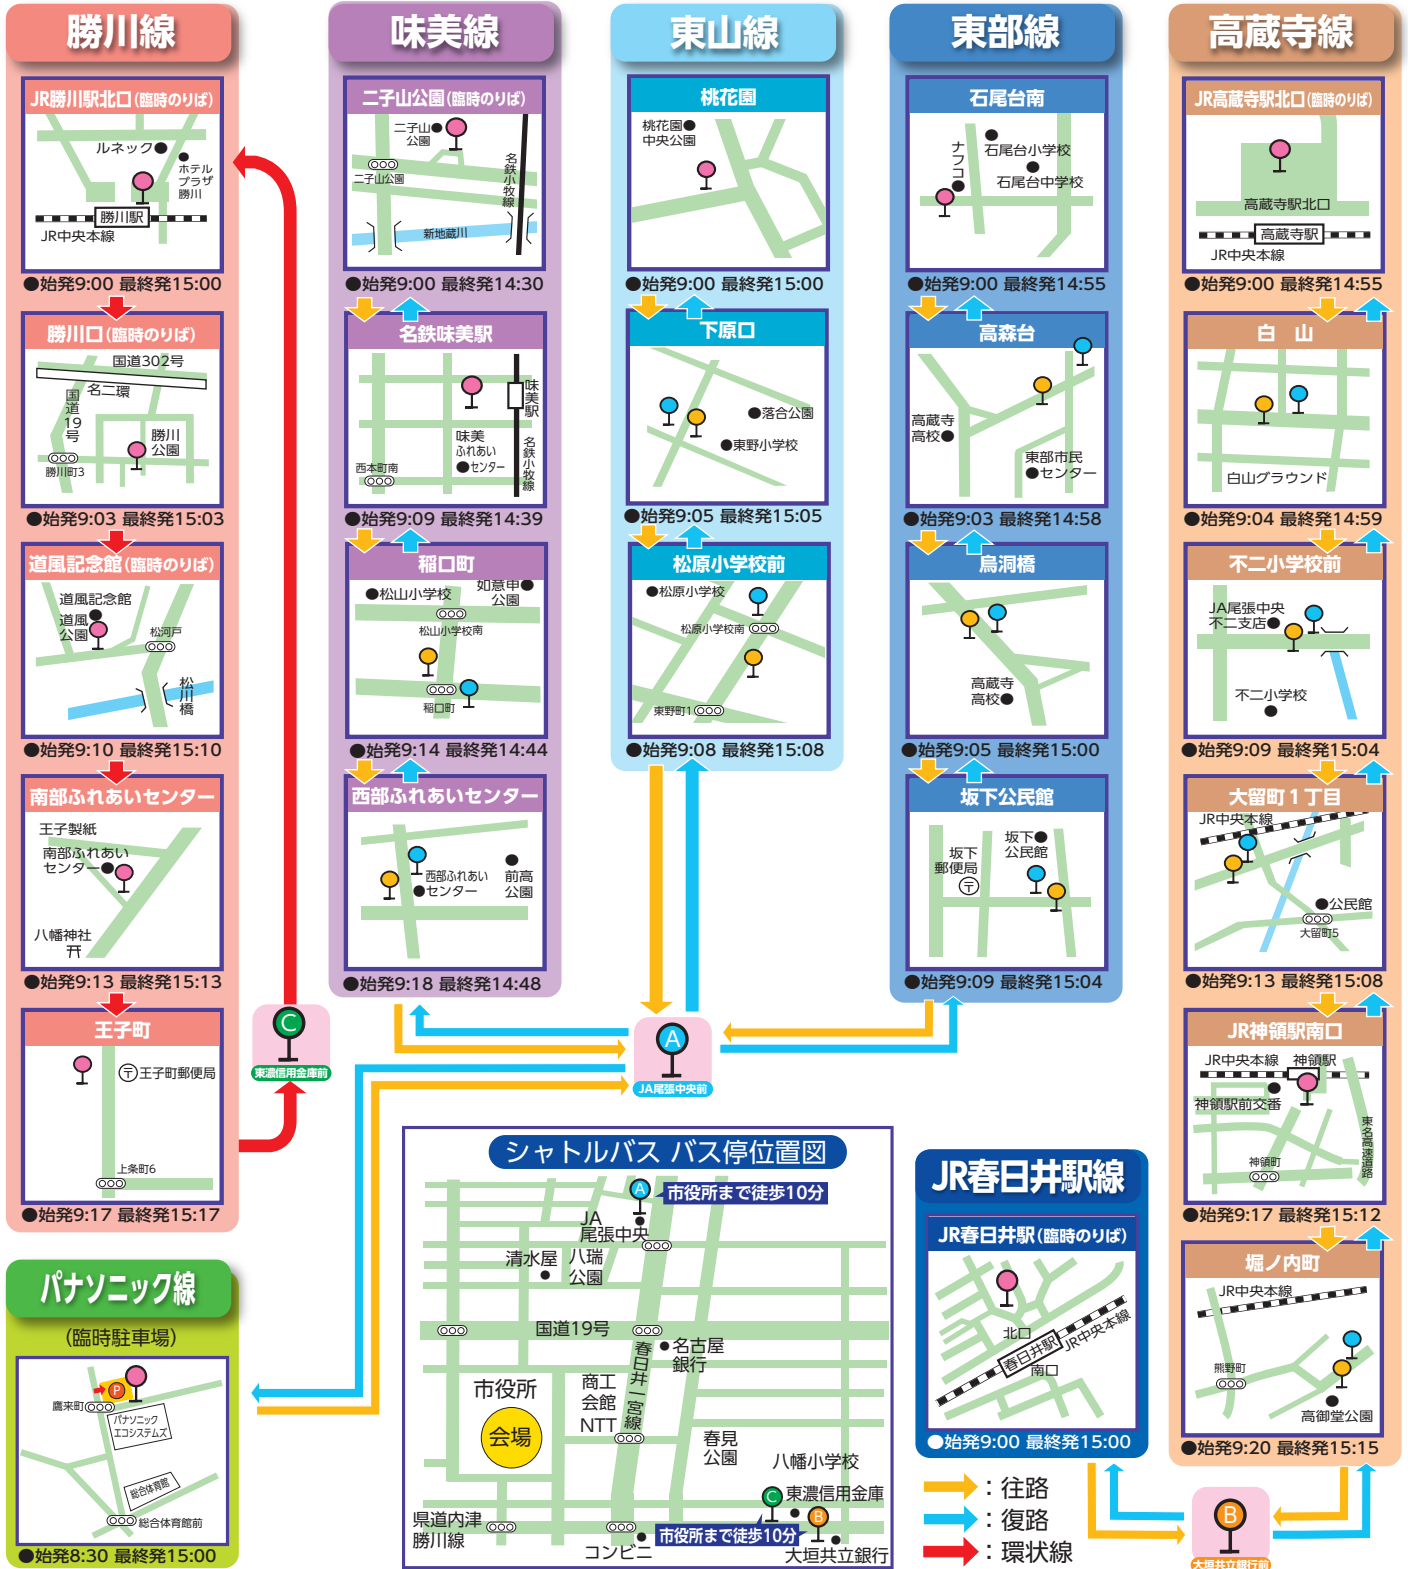 勝川線
JR勝川駅北口(臨時のりば)
ルネック
ホテル
プラザ
勝川
勝川駅
JR中央本線
●始発9:00 最終発15:00
勝川口(臨時のりば)
国道302号
名二環
国道19号
勝川
公園
勝川町3
●始発9:03 最終発15:03
道風記念館(臨時のりば)
道風記念館
道風
公園
松河戸
松川橋
●始発9:10 最終発15:10
南部ふれあいセンター
王子製紙
南部ふれあい
センター
八幡神社
●始発9:13 最終発15:13
王子町
〒王子町郵便局
上条町6
●始発9:17 最終発15:17
C
東濃信用金庫前
味美線
二子山公園(臨時のりば)
二子山
公園
二子山公園
名鉄小牧線
新地蔵川
●始発9:00 最終発14:30
名鉄味美駅
味美駅
味美
ふれあい
センター
名鉄小牧線
西本町南
●始発9:09 最終発14:39
稲口町
松山小学校
如意申
公園
松山小学校南
稲口町
●始発9:14 最終発14:44
西部ふれあいセンター
西部ふれあい
センター
前高
公園
●始発9:18 最終発14:48
東山線
桃花園
桃花園
中央公園
●始発9:00 最終発15:00
下原口
落合公園
東野小学校
●始発9:05 最終発15:05
松原小学校前
松原小学校
松原小学校南
東野町1
●始発9:08 最終発15:08
A
JA尾張中央前
東部線
石尾台南
ナフコ
石尾台小学校
石尾台中学校
●始発9:00 最終発14:55
高森台
高蔵寺
高校
東部市民
センター
●始発9:03 最終発14:58
鳥洞橋
高蔵寺
高校
●始発9:05 最終発15:00
坂下公民館
坂下
公民館
坂下
郵便局
〒
●始発9:09 最終発15:04
高蔵寺線
JR高蔵寺駅北口(臨時のりば)
高蔵寺駅北口
高蔵寺駅
JR中央本線
●始発9:00 最終発14:55
白 山
白山グラウンド
●始発9:04 最終発14:59
不二小学校前
JA尾張中央
不二支店
不二小学校
●始発9:09 最終発15:04
大留町1丁目
JR中央本線
公民館
大留町5
●始発9:13 最終発15:08
JR神領駅南口
JR中央本線 神領駅
神領駅前交番
東名高速道路
神領町
●始発9:17 最終発15:12
堀ノ内町
JR中央本線
熊野町
高御堂公園
●始発9:20 最終発15:15
パナソニック線
(臨時駐車場)
P
鷹来町
パナソニック
エコシステムズ
総合体育館
総合体育館前
●始発8:30 最終発15:00
シャトルバス バス停位置図
A
市役所まで徒歩10分
JA
尾張中央
清水屋
八瑞
公園
国道19号
春日井一宮線
名古屋
銀行
市役所
会場
商工
会館
NTT
春見
公園
八幡小学校
C
東濃信用金庫
B
県道内津
勝川線
市役所まで徒歩10分
コンビニ
大垣共立銀行
JR春日井駅線
JR春日井駅(臨時のりば)
北口
春日井駅
JR中央本線
南口
●始発9:00 最終発15:00
:往路
:復路
:環状線
B
大垣共立銀行前